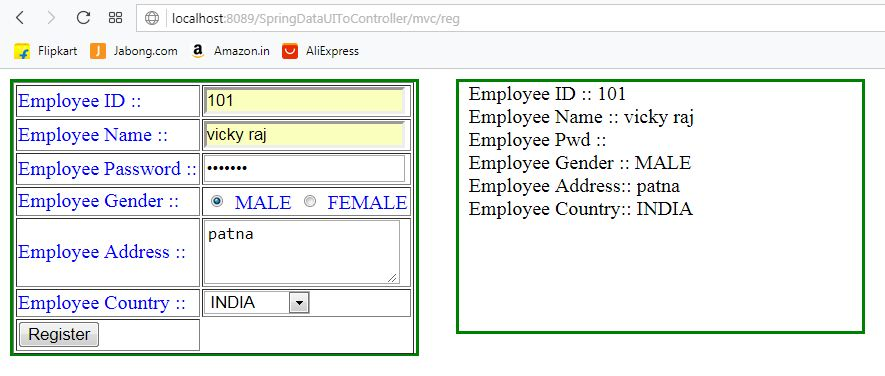 localhost:8089/SpringDataUIToController/mvc/reg
Flipkart Jabong.com Amazon.in AliExpress
Employee ID :: 101
Employee Name :: vicky raj
Employee Password :: •••••••
Employee Gender :: MALE FEMALE
Employee Address :: patna
Employee Country :: INDIA
Register
Employee ID :: 101
Employee Name :: vicky raj
Employee Pwd ::
Employee Gender :: MALE
Employee Address:: patna
Employee Country:: INDIA